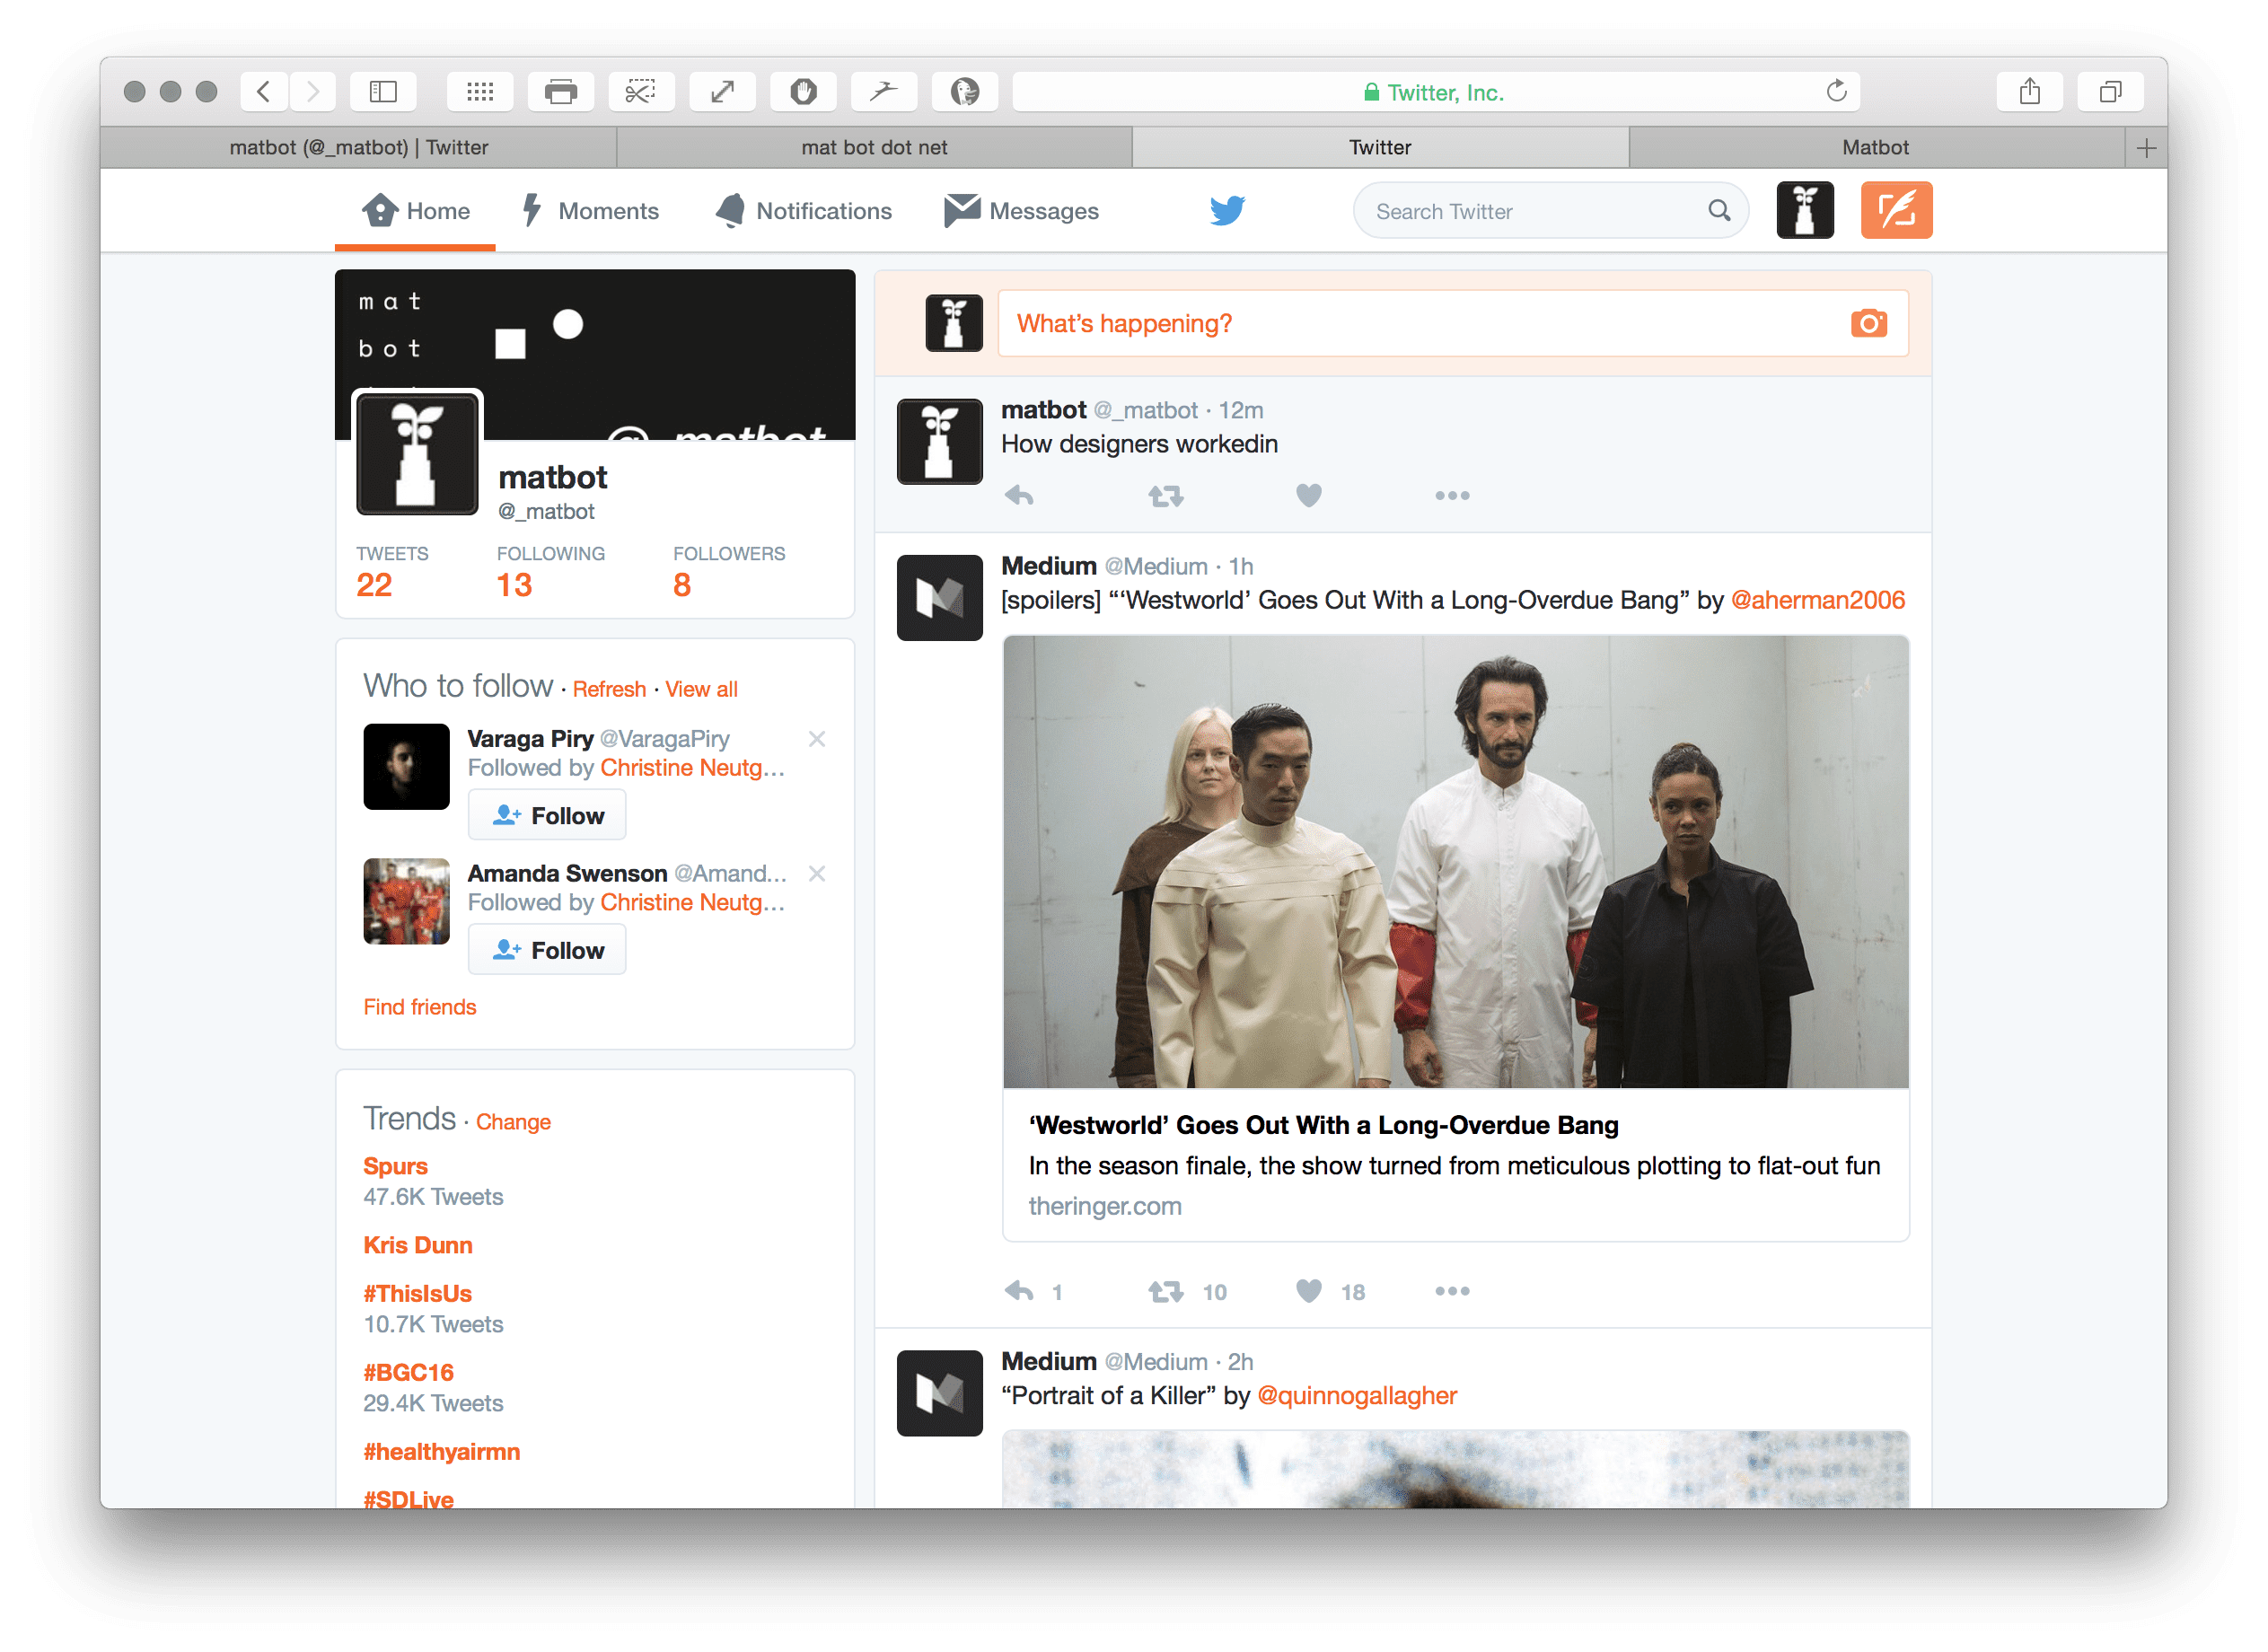 Twitter, Inc.
matbot (@_matbot) | Twitter
mat bot dot net
Twitter
Matbot
Home
Moments
Notifications
Messages
Search Twitter
mat
bot
@_matbot
matbot
@_matbot
TWEETS
FOLLOWING
FOLLOWERS
22
13
8
Who to follow · Refresh · View all
Varaga Piry @VaragaPiry
Followed by Christine Neutg...
Follow
Amanda Swenson @Amand...
Followed by Christine Neutg...
Follow
Find friends
Trends · Change
Spurs
47.6K Tweets
Kris Dunn
#ThisIsUs
10.7K Tweets
#BGC16
29.4K Tweets
#healthyairmn
#SDLive
What’s happening?
matbot @_matbot · 12m
How designers workedin
Medium @Medium · 1h
[spoilers] “‘Westworld’ Goes Out With a Long-Overdue Bang” by @aherman2006
‘Westworld’ Goes Out With a Long-Overdue Bang
In the season finale, the show turned from meticulous plotting to flat-out fun
theringer.com
1
10
18
Medium @Medium · 2h
“Portrait of a Killer” by @quinnogallagher